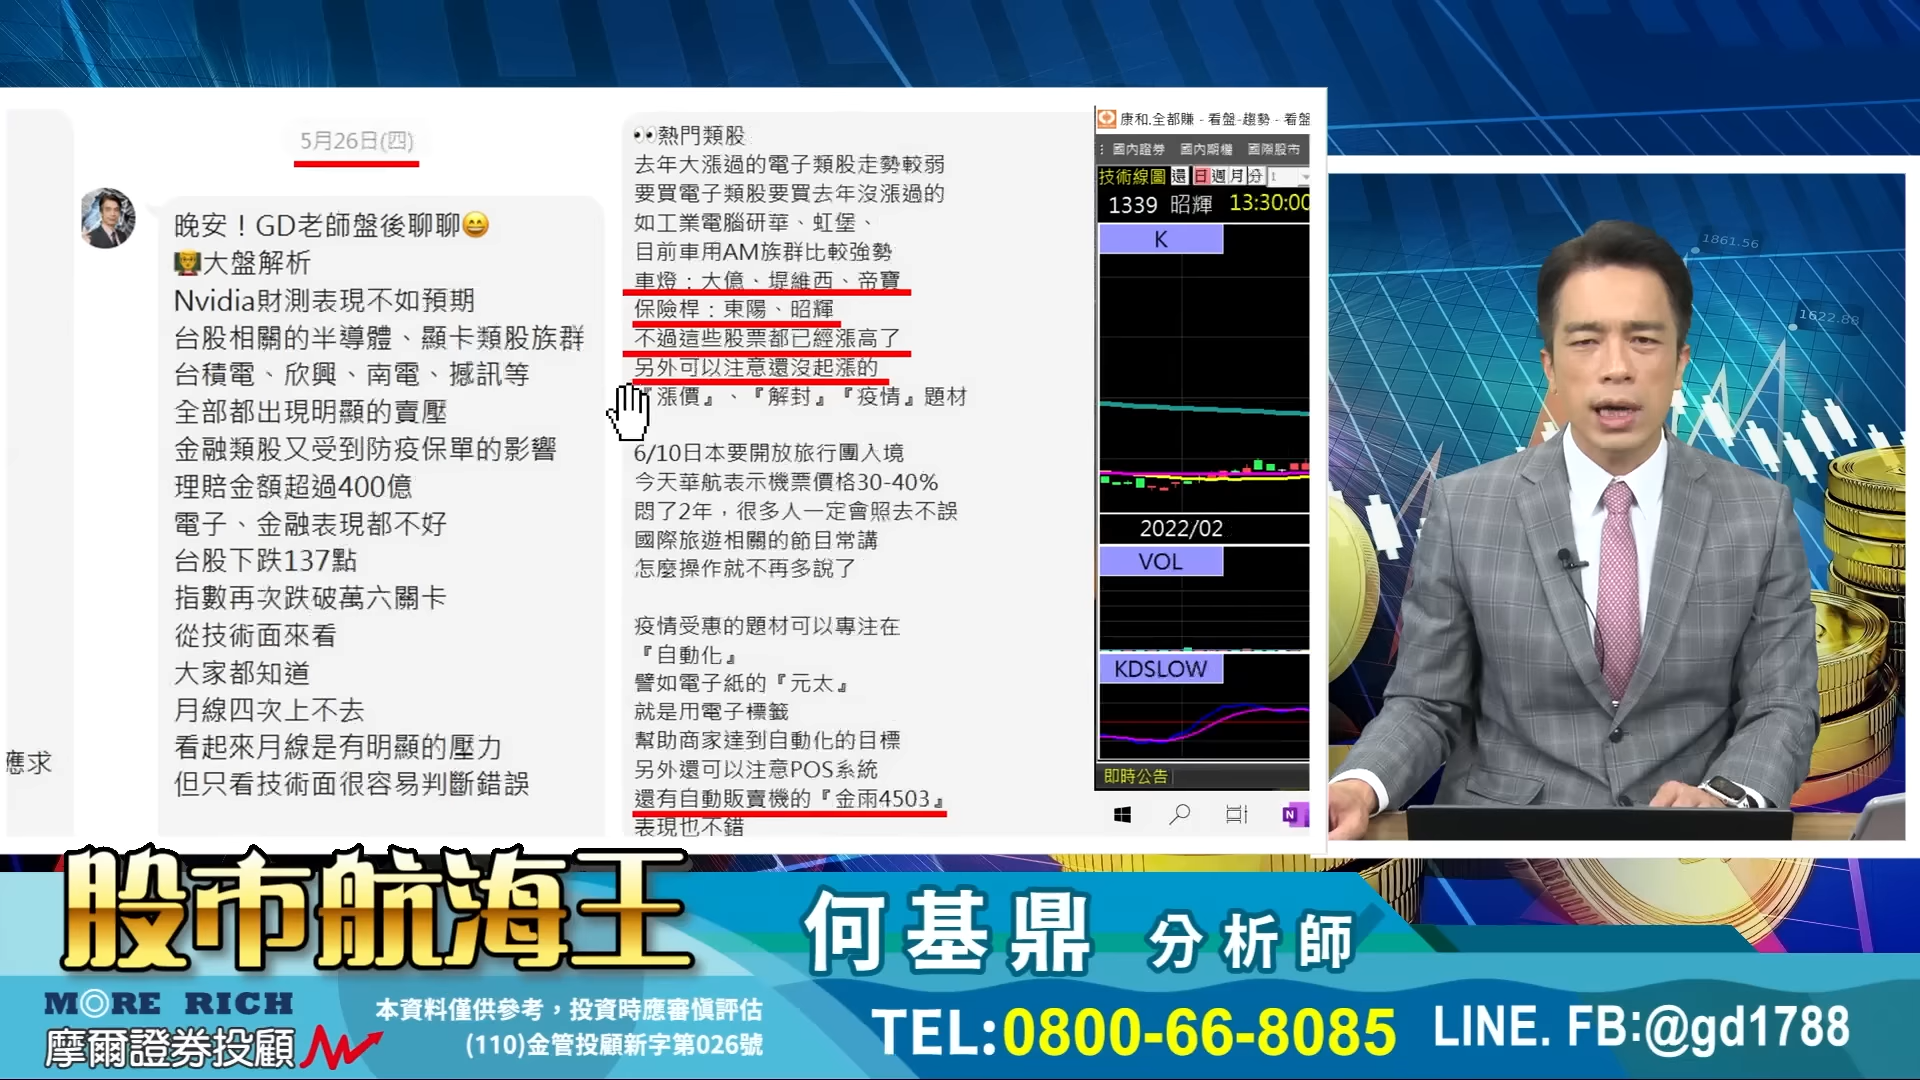 5月26日(四)
晚安！GD老師盤後聊聊
大盤解析
Nvidia財測表現不如預期
台股相關的半導體、顯卡類股族群
台積電、欣興、南電、撼訊等
全部都出現明顯的賣壓
金融類股又受到防疫保單的影響
理賠金額超過400億
電子、金融表現都不好
台股下跌137點
指數再次跌破萬六關卡
從技術面來看
大家都知道
月線四次上不去
看起來月線是有明顯的壓力
但只看技術面很容易判斷錯誤
應求
熱門類股
去年大漲過的電子類股走勢較弱
要買電子類股要買去年沒漲過的
如工業電腦研華、虹堡、
目前車用AM族群比較強勢
車燈：大億、堤維西、帝寶
保險桿：東陽、昭輝
不過這些股票都已經漲高了
另外可以注意還沒起漲的
『漲價』、『解封』『疫情』題材
6/10日本要開放旅行團入境
今天華航表示機票價格30-40%
悶了2年，很多人一定會照去不誤
國際旅遊相關的節目常講
怎麼操作就不再多說了
疫情受惠的題材可以專注在
『自動化』
譬如電子紙的『元太』
就是用電子標籤
幫助商家達到自動化的目標
另外還可以注意POS系統
還有自動販賣機的『金雨4503』
表現也不錯
康和.全都賺 - 看盤-趨勢 - 看盤
國內證券 國內期權 國際股市
技術線圖 還 日 週 月 分 1
1339 昭輝 13:30:00
K
2022/02
VOL
KDSLOW
即時公告
N
1861.56
1622.88
股市航海王
何基鼎 分析師
MORE RICH
摩爾證券投顧
本資料僅供參考，投資時應審慎評估
(110)金管投顧新字第026號
TEL:0800-66-8085
LINE. FB:@gd1788